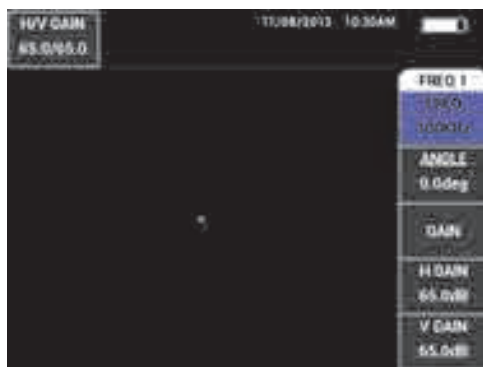 H/V GAIN
65.0/65.0
11/08/2013 10:30AM
FREQ 1
FREQ
ANGLE
0.0deg
GAIN
H GAIN
65.0dB
V GAIN
65.0dB